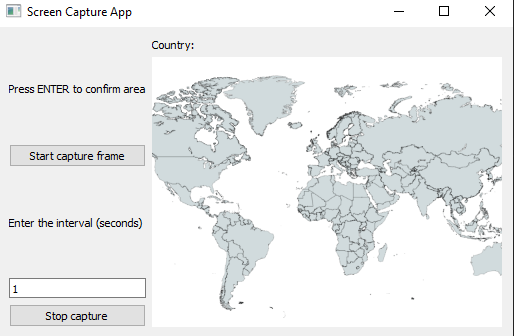 Screen Capture App
Country:
Press ENTER to confirm area
Start capture frame
Enter the interval (seconds)
1
Stop capture